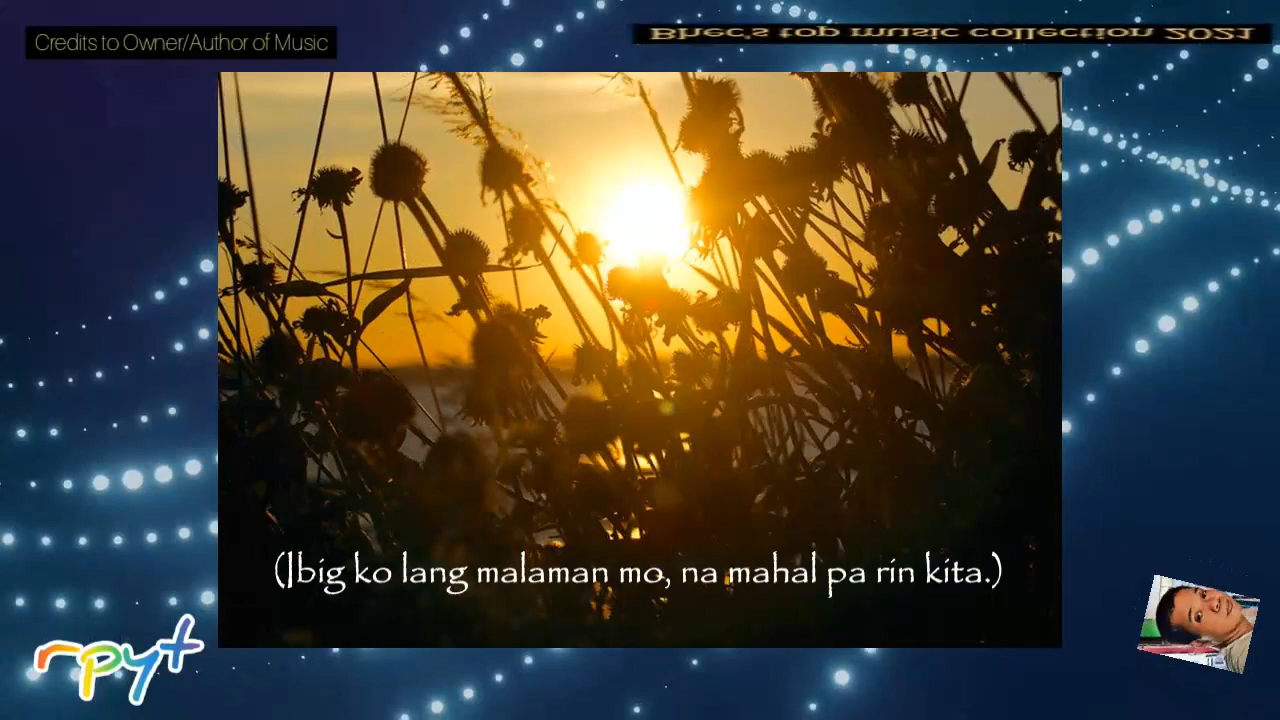 Credits to Owner/Author of Music
Bhec's top music collection 2021
(Ibig ko lang malaman mo, na mahal pa rin kita.)
rpyt